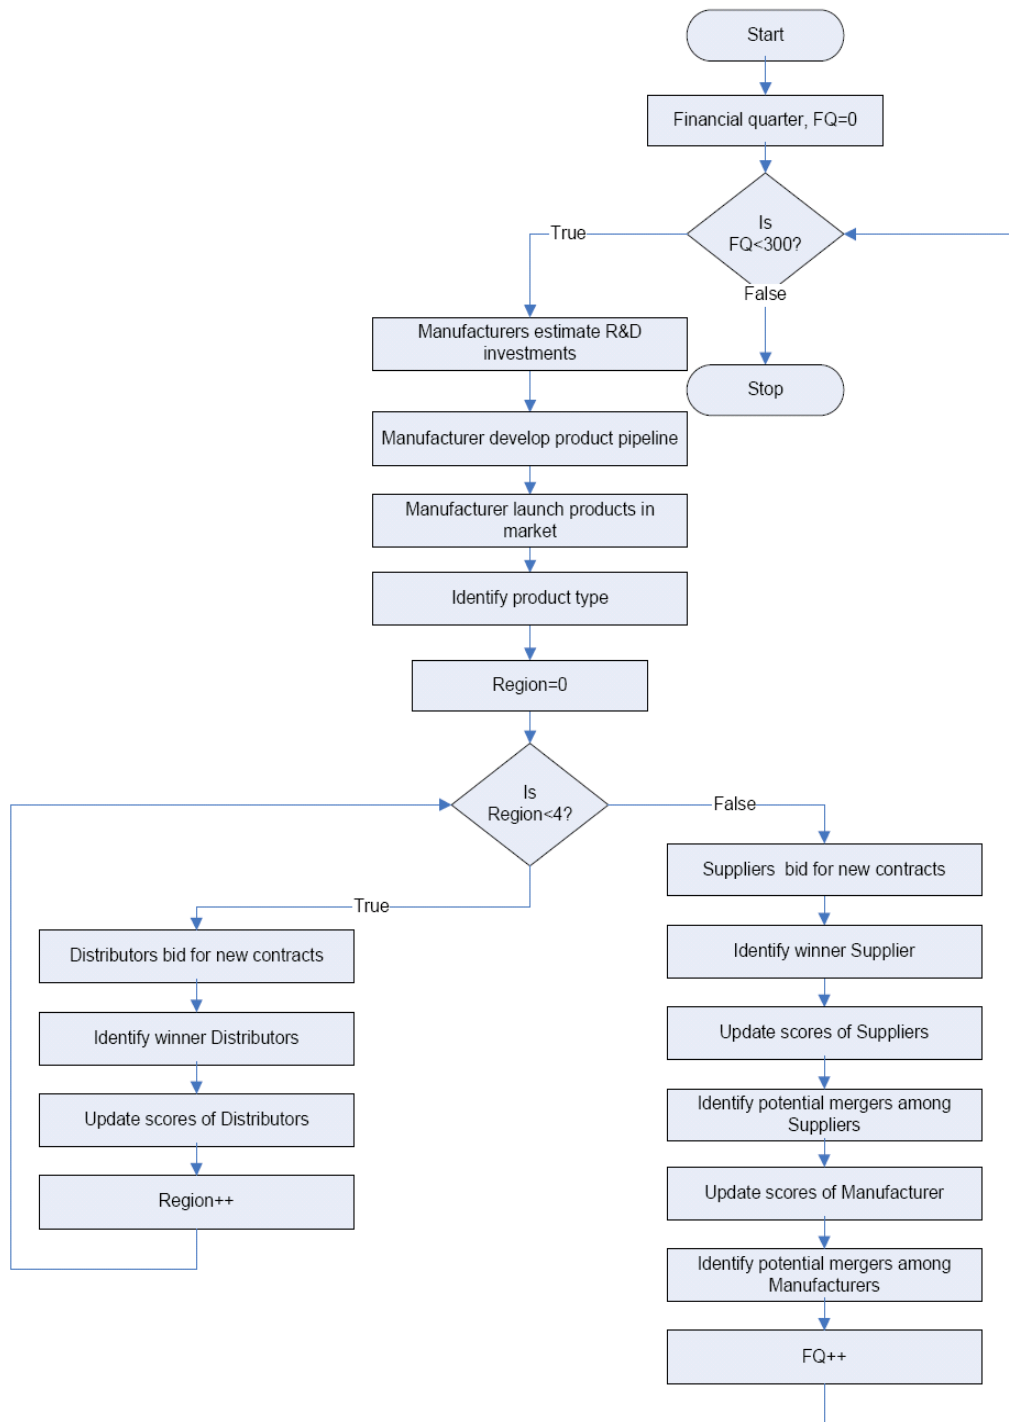 Start
Financial quarter, FQ=0
Is
FQ<300?
True
False
Stop
Manufacturers estimate R&D
investments
Manufacturer develop product pipeline
Manufacturer launch products in
market
Identify product type
Region=0
Is
Region<4?
False
True
Distributors bid for new contracts
Identify winner Distributors
Update scores of Distributors
Region++
Suppliers  bid for new contracts
Identify winner Supplier
Update scores of Suppliers
Identify potential mergers among
Suppliers
Update scores of Manufacturer
Identify potential mergers among
Manufacturers
FQ++